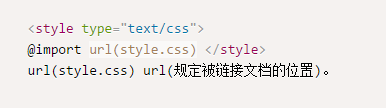 <style type="text/css">
@import url(style.css) </style>
url(style.css) url(规定被链接文档的位置)。